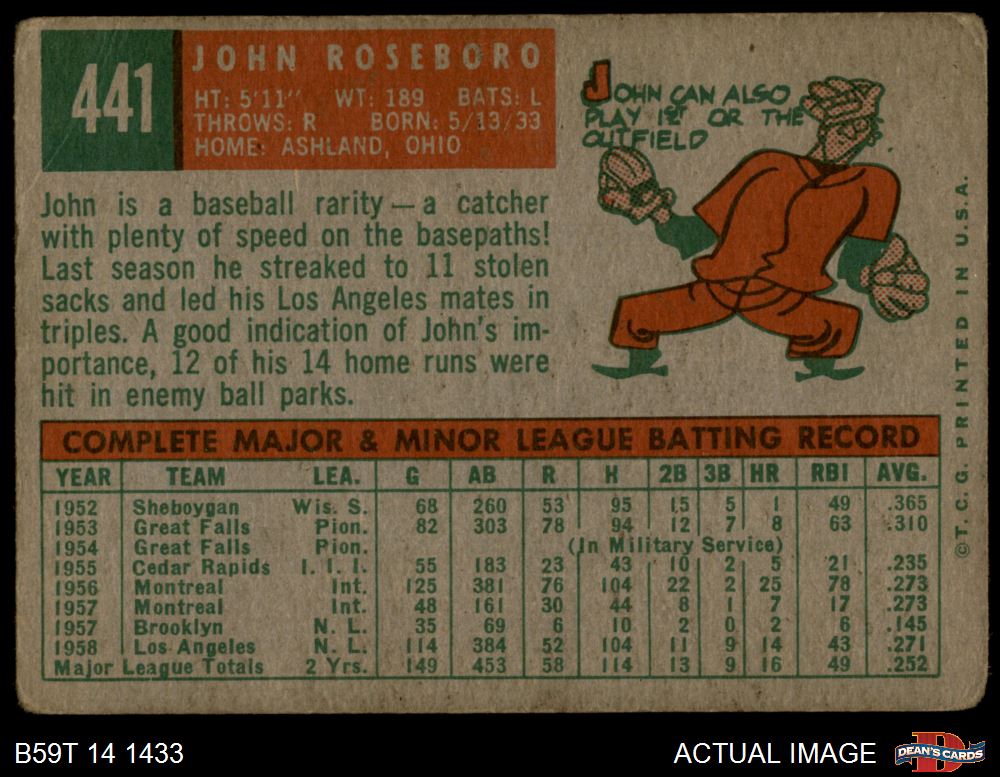 441
JOHN ROSEBORO
HT: 5'11" WT: 189 BATS: L
THROWS: R BORN: 5/13/33
HOME: ASHLAND, OHIO
JOHN CAN ALSO
PLAY 1ST OR THE
OUTFIELD
John is a baseball rarity — a catcher
with plenty of speed on the basepaths!
Last season he streaked to 11 stolen
sacks and led his Los Angeles mates in
triples. A good indication of John's im-
portance, 12 of his 14 home runs were
hit in enemy ball parks.
COMPLETE MAJOR & MINOR LEAGUE BATTING RECORD
YEAR TEAM LEA. G AB R H 2B 3B HR RBI AVG.
1952 Sheboygan Wis. S. 68 260 53 95 15 5 1 49 .365
1953 Great Falls Pion. 82 303 78 94 12 7 8 63 .310
1954 Great Falls Pion. (In Military Service)
1955 Cedar Rapids I. I. I. 55 183 23 43 10 2 5 21 .235
1956 Montreal Int. 125 381 76 104 22 2 25 78 .273
1957 Montreal Int. 48 161 30 44 8 1 7 17 .273
1957 Brooklyn N. L. 35 69 6 10 2 0 2 6 .145
1958 Los Angeles N. L. 114 384 52 104 11 9 14 43 .271
Major League Totals 2 Yrs. 149 453 58 114 13 9 16 49 .252
©T. C. G. PRINTED IN U.S.A.
B59T 14 1433
ACTUAL IMAGE
D
DEAN'S CARDS